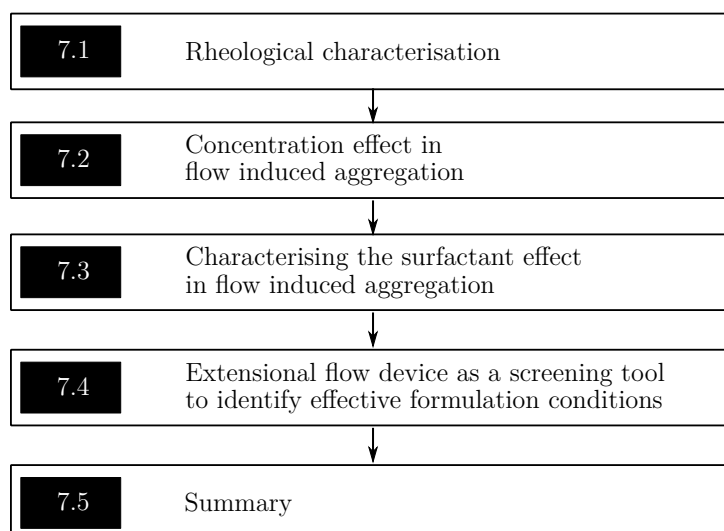 7.1
Rheological characterisation
7.2
Concentration effect in
flow induced aggregation
7.3
Characterising the surfactant effect
in flow induced aggregation
7.4
Extensional flow device as a screening tool
to identify effective formulation conditions
7.5
Summary